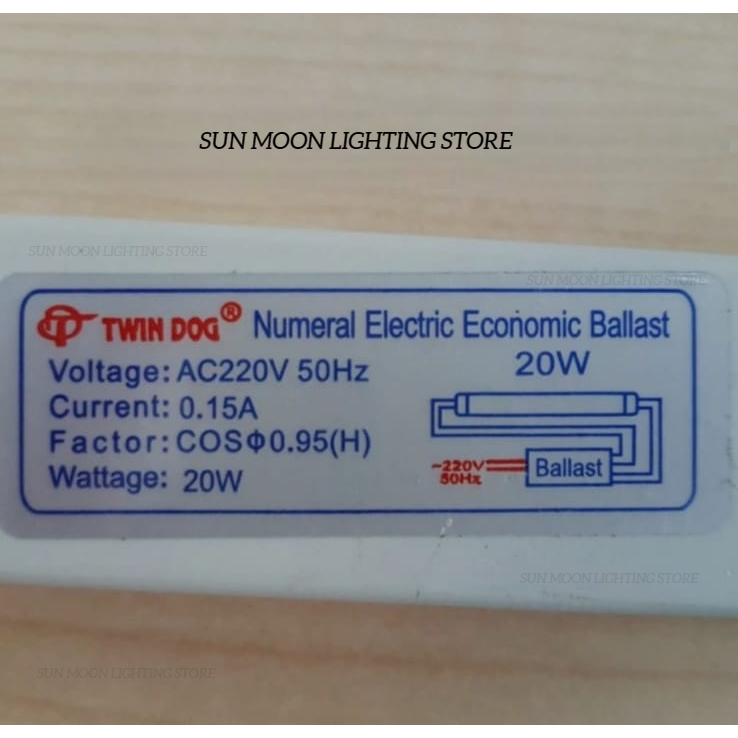 SUN MOON LIGHTING STORE
SUN MOON LIGHTING STORE
SUN MOON LIGHTING STORE
TWIN DOG® Numeral Electric Economic Ballast
Voltage: AC220V 50Hz
20W
Current: 0.15A
Factor: COSΦ0.95(H)
Wattage: 20W
~220V
50Hz
Ballast
SUN MOON LIGHTING STORE
SUN MOON LIGHTING STORE